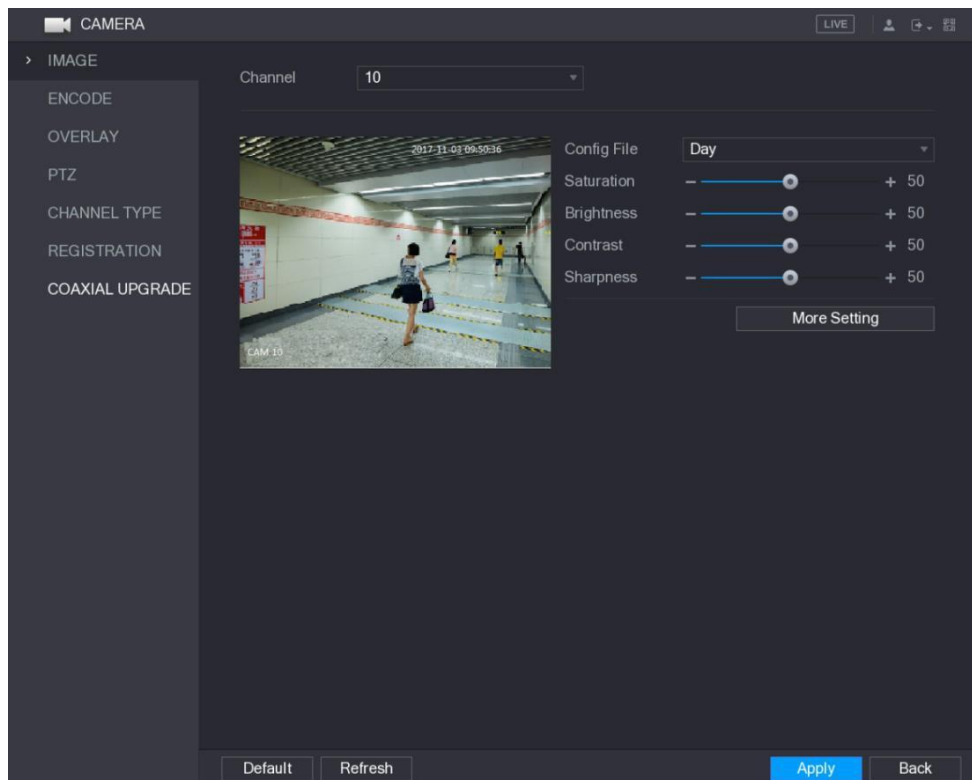 CAMERA
LIVE
IMAGE
ENCODE
OVERLAY
PTZ
CHANNEL TYPE
REGISTRATION
COAXIAL UPGRADE
Channel 10
2017-11-03 09:50:36
CAM 10
Config File Day
Saturation 50
Brightness 50
Contrast 50
Sharpness 50
More Setting
Default Refresh Apply Back